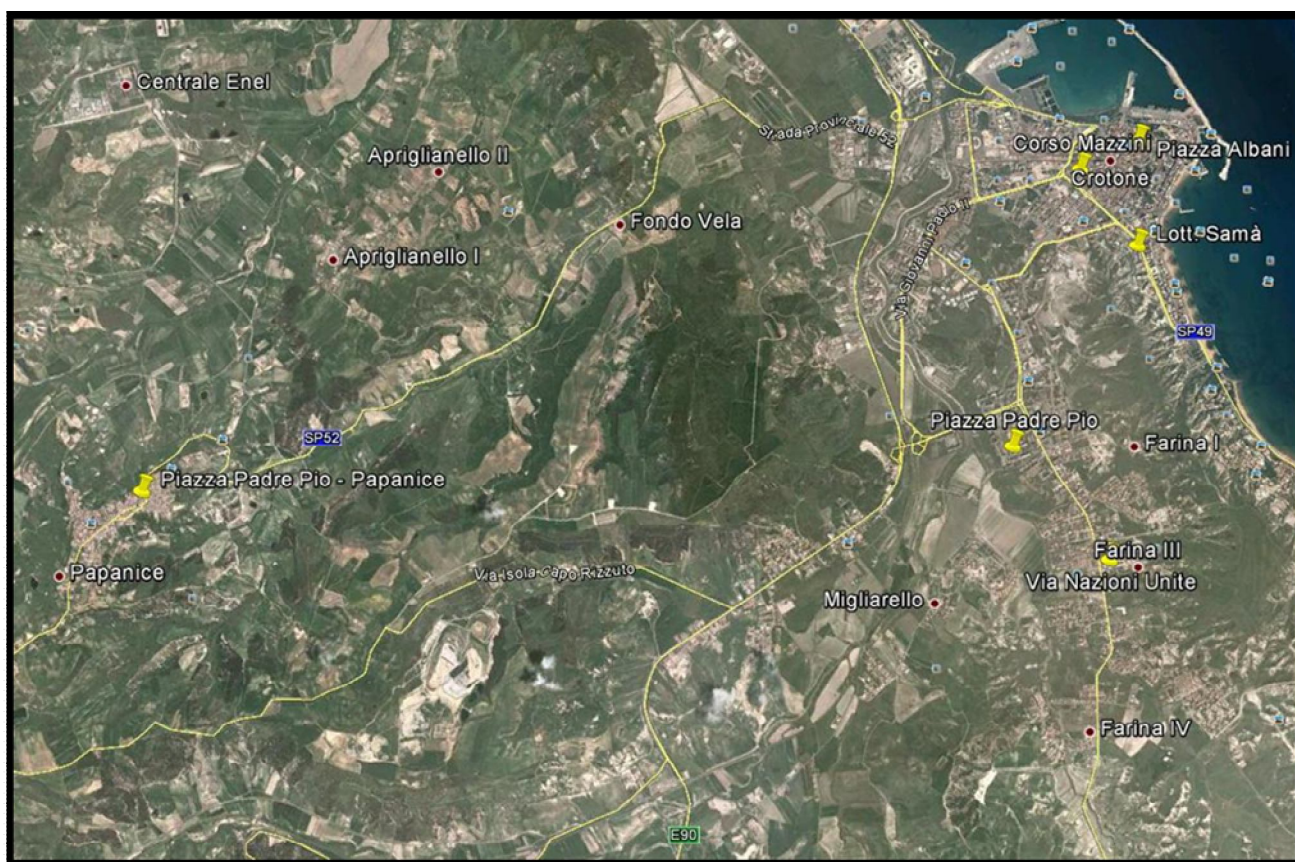 Centrale Enel
Strada Provinciale 52
Corso Mazzini
Piazza Albani
Apriglianello II
Crotone
Fondo Vela
Lott. Samà
Apriglianello I
Via Giovanni Paolo II
SP49
Piazza Padre Pio
SP52
Farina I
Piazza Padre Pio - Papanice
Farina III
Papanice
Via Isola Capo Rizzuto
Via Nazioni Unite
Migliarello
Farina IV
E90